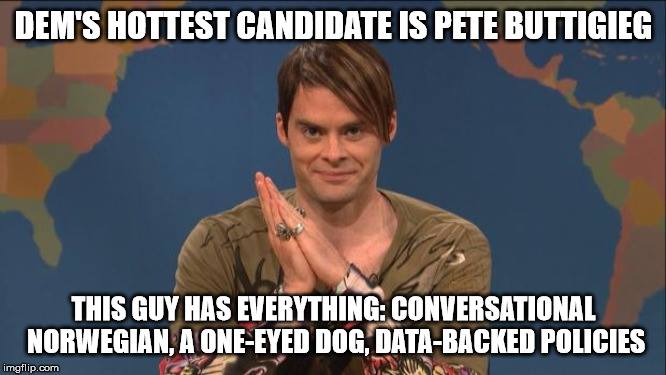 DEM'S HOTTEST CANDIDATE IS PETE BUTTIGIEG
THIS GUY HAS EVERYTHING: CONVERSATIONAL
NORWEGIAN, A ONE-EYED DOG, DATA-BACKED POLICIES
imgflip.com